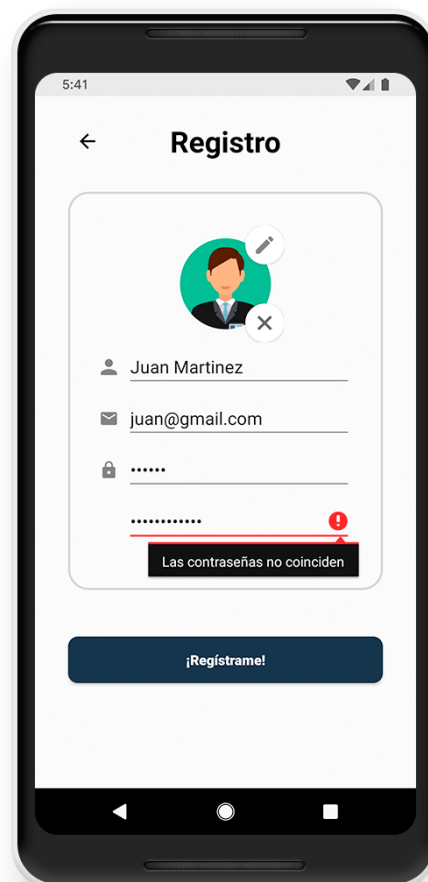 5:41
Registro
Juan Martinez
juan@gmail.com
••••••
••••••••••••
Las contraseñas no coinciden
¡Regístrame!